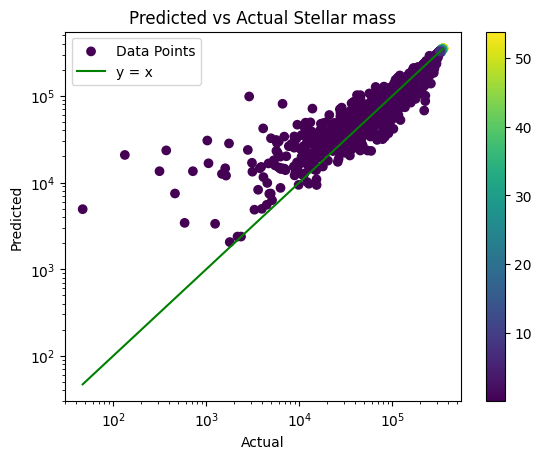 Predicted vs Actual Stellar mass
Data Points
y = x
Predicted
10^5
10^4
10^3
10^2
10^2
10^3
10^4
10^5
Actual
50
40
30
20
10